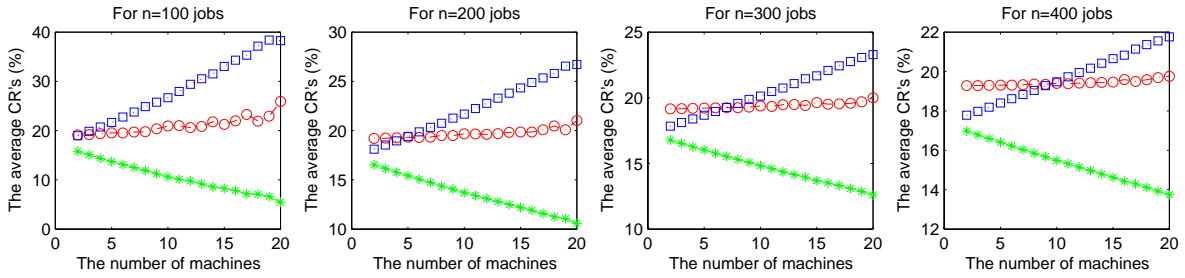 For n=100 jobs
The average CR's (%)
40
30
20
10
0
0 5 10 15 20
The number of machines
For n=200 jobs
The average CR's (%)
30
25
20
15
10
0 5 10 15 20
The number of machines
For n=300 jobs
The average CR's (%)
25
20
15
10
0 5 10 15 20
The number of machines
For n=400 jobs
The average CR's (%)
22
20
18
16
14
12
0 5 10 15 20
The number of machines